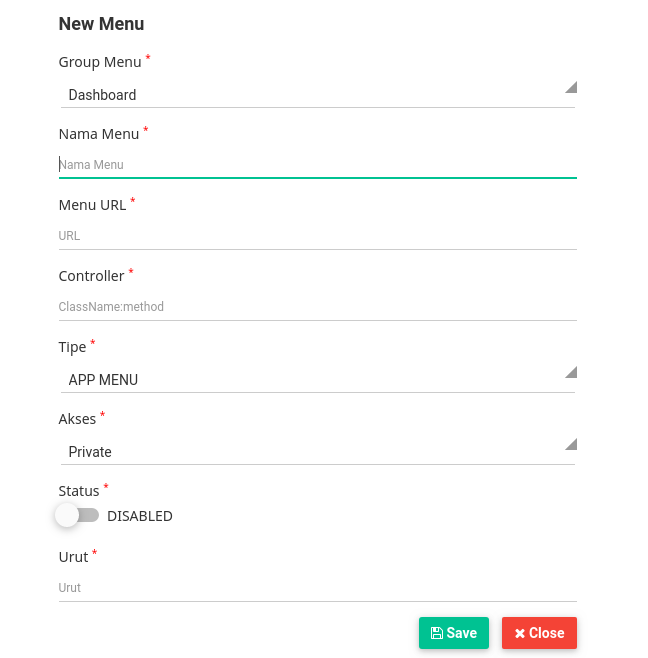 New Menu
Group Menu *
Dashboard
Nama Menu *
Nama Menu
Menu URL *
URL
Controller *
ClassName:method
Tipe *
APP MENU
Akses *
Private
Status *
DISABLED
Urut *
Urut
Save
Close